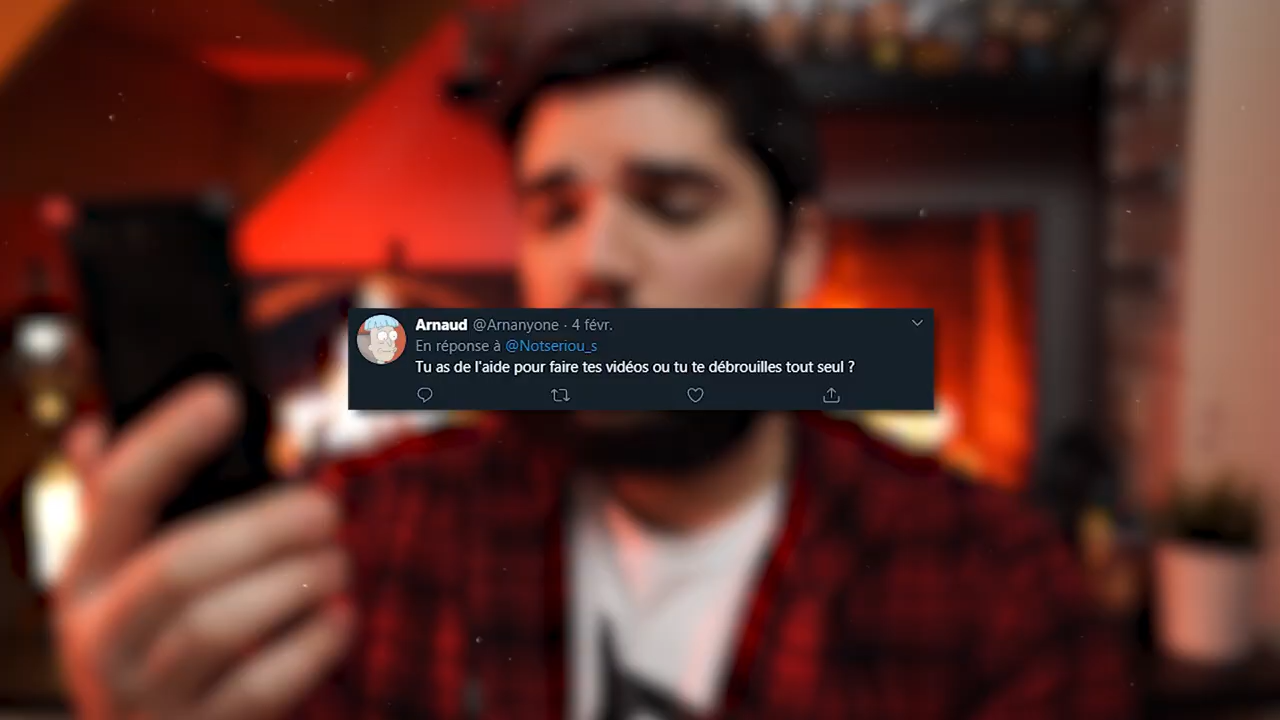 Arnaud @Arnanyone · 4 févr.
En réponse à @Notseriou_s
Tu as de l'aide pour faire tes vidéos ou tu te débrouilles tout seul ?